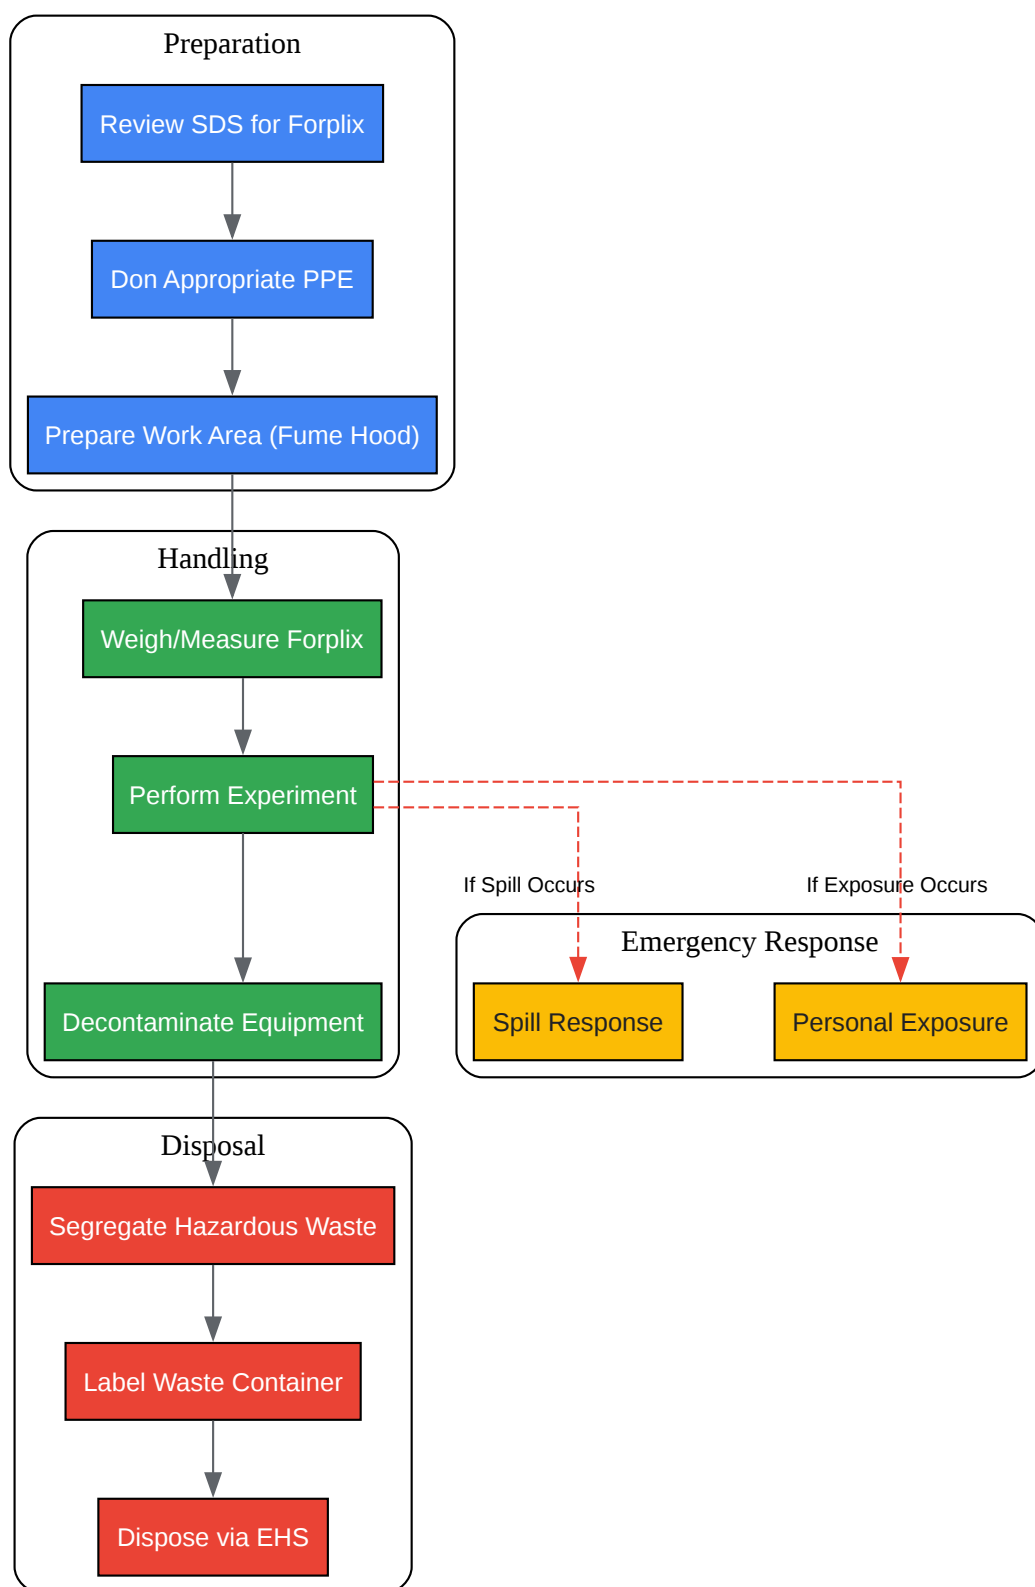 Preparation
Review SDS for Forplix
Don Appropriate PPE
Prepare Work Area (Fume Hood)
Handling
Weigh/Measure Forplix
Perform Experiment
If Spill Occurs
If Exposure Occurs
Emergency Response
Decontaminate Equipment
Spill Response
Personal Exposure
Disposal
Segregate Hazardous Waste
Label Waste Container
Dispose via EHS